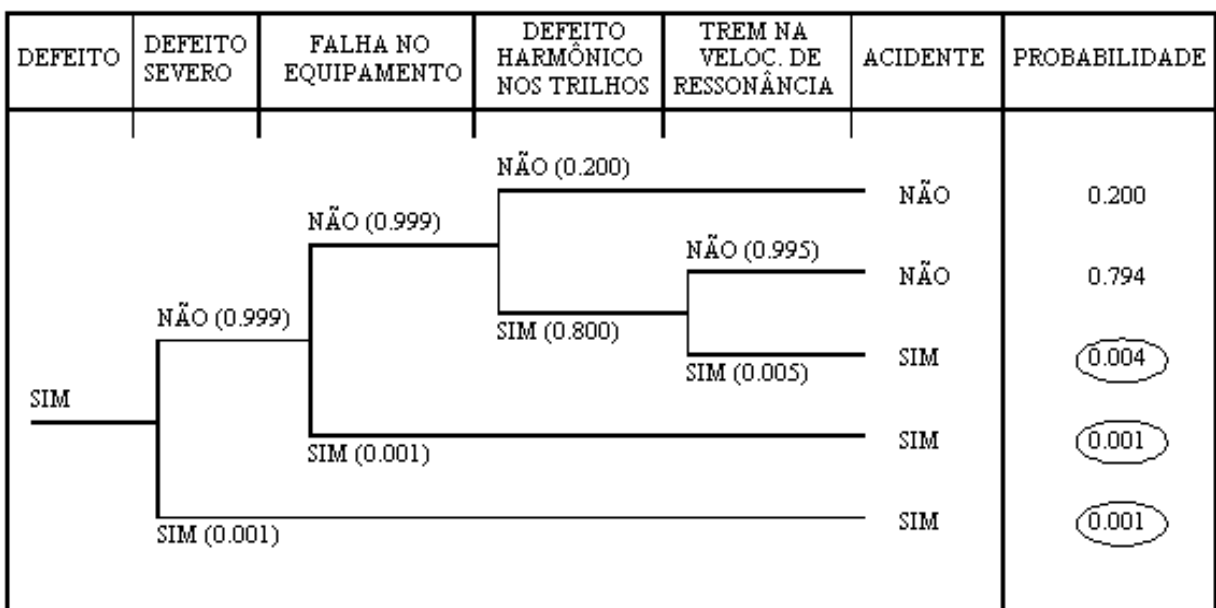 DEFEITO
DEFEITO
SEVERO
FALHA NO
EQUIPAMENTO
DEFEITO
HARMÔNICO
NOS TRILHOS
TREM NA
VELOC. DE
RESSONÂNCIA
ACIDENTE
PROBABILIDADE
NÃO (0.200)
NÃO
0.200
NÃO (0.999)
NÃO (0.995)
NÃO
0.794
NÃO (0.999)
SIM (0.800)
SIM (0.005)
SIM
0.004
SIM
SIM (0.001)
SIM
0.001
SIM (0.001)
SIM
0.001